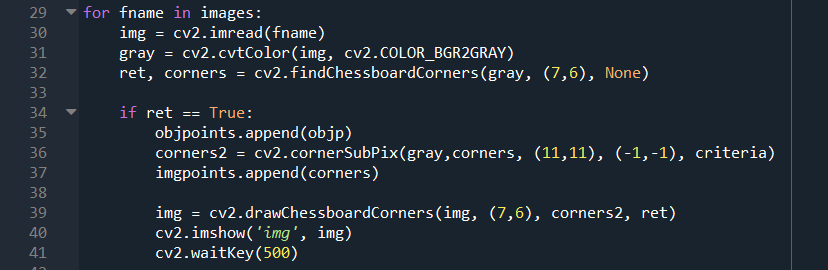 29 for fname in images:
30 img = cv2.imread(fname)
31 gray = cv2.cvtColor(img, cv2.COLOR_BGR2GRAY)
32 ret, corners = cv2.findChessboardCorners(gray, (7,6), None)
33
34 if ret == True:
35 objpoints.append(objp)
36 corners2 = cv2.cornerSubPix(gray,corners, (11,11), (-1,-1), criteria)
37 imgpoints.append(corners)
38
39 img = cv2.drawChessboardCorners(img, (7,6), corners2, ret)
40 cv2.imshow('img', img)
41 cv2.waitKey(500)